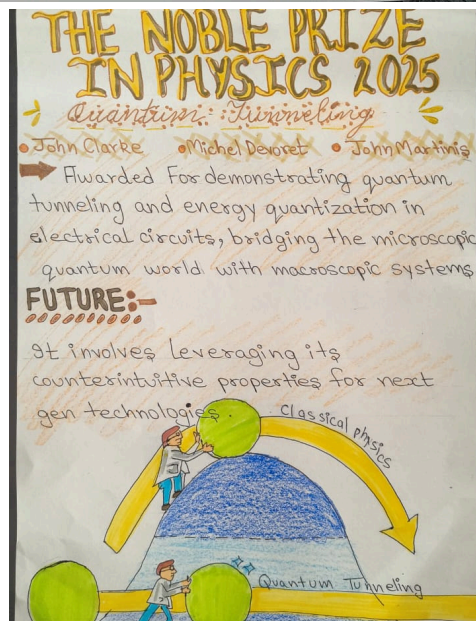 THE NOBLE PRIZE
IN PHYSICS 2025
Quantum Tunneling
• John Clarke • Michel Devoret • John Martinis
Awarded For demonstrating quantum
tunneling and energy quantization in
electrical circuits, bridging the microscopic
quantum world with macroscopic systems
FUTURE:-
It involves leveraging its
counterintuitive properties for next
gen technologies.
Classical physics
Quantum Tunneling